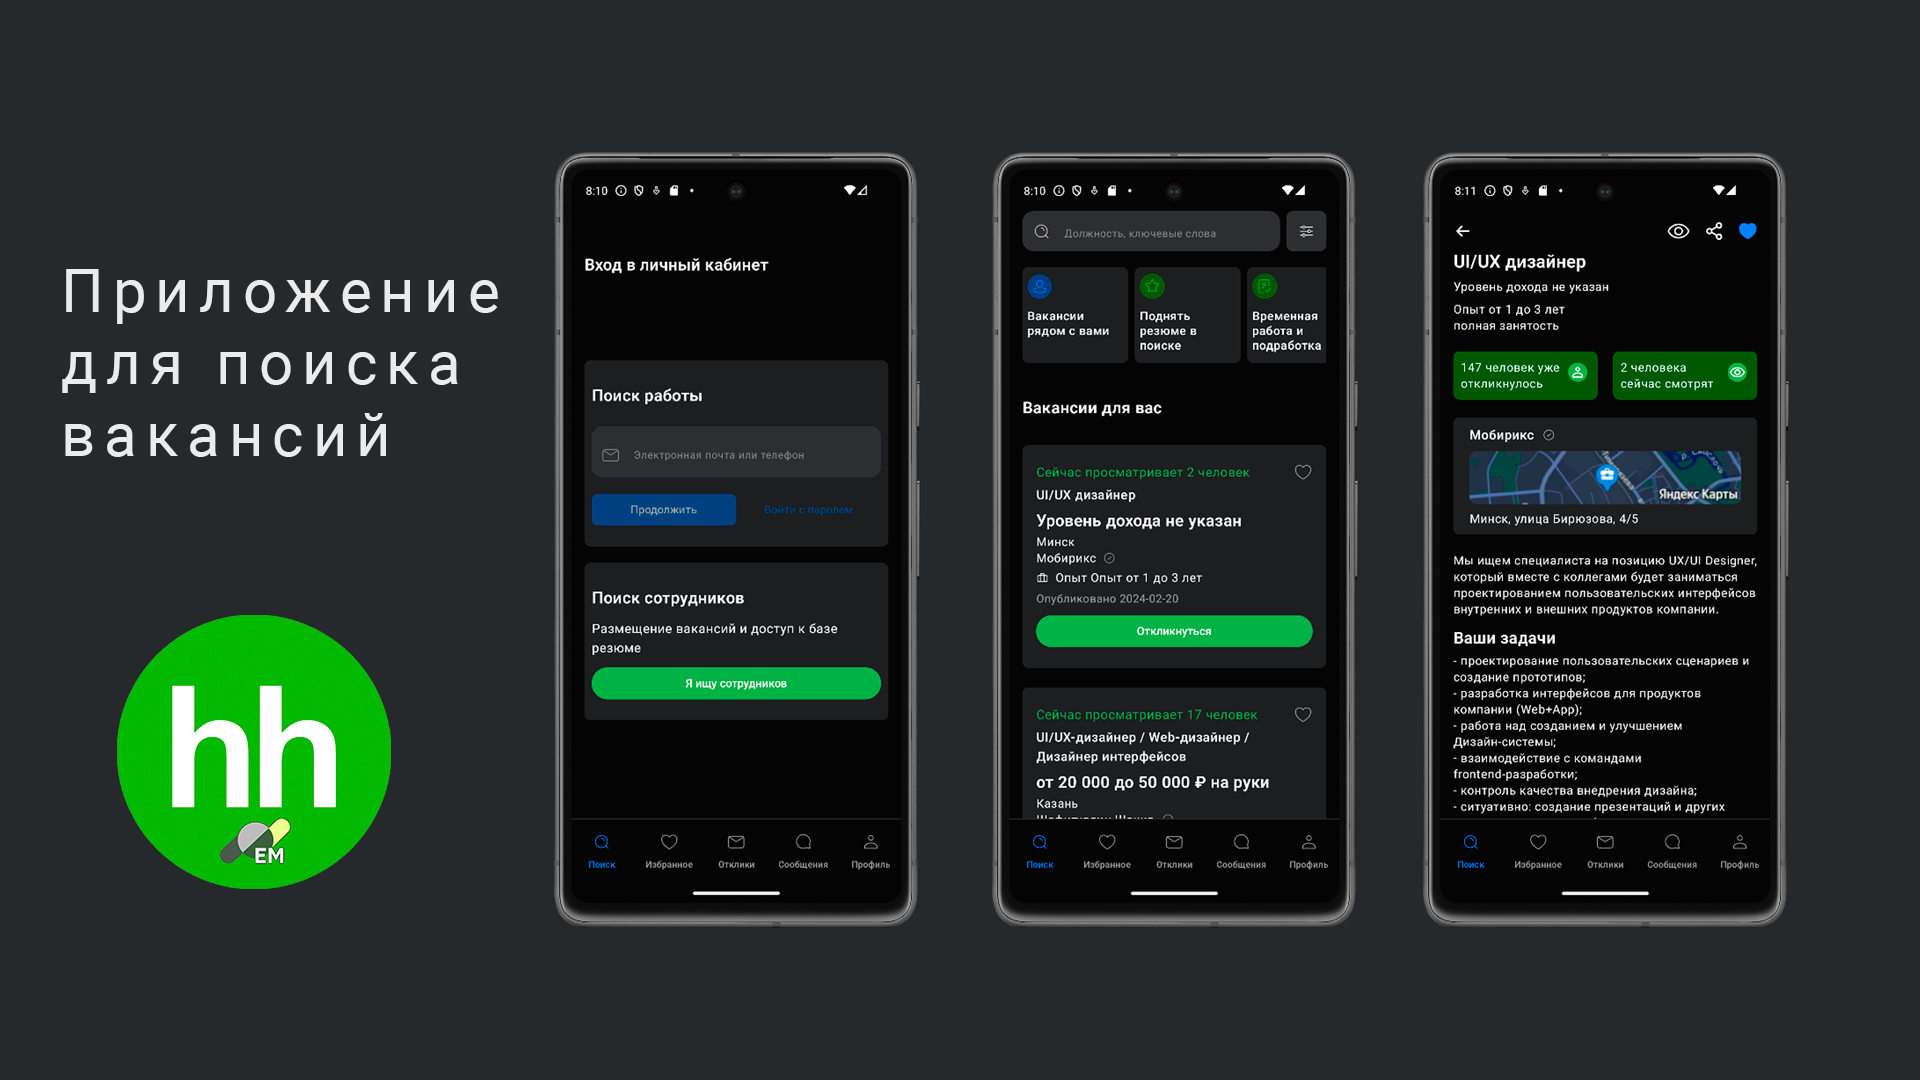 Приложение
для поиска
вакансий
hh
EM
8:10
Вход в личный кабинет
Поиск работы
Электронная почта или телефон
Продолжить
Войти с паролем
Поиск сотрудников
Размещение вакансий и доступ к базе
резюме
Я ищу сотрудников
Поиск
Избранное
Отклики
Сообщения
Профиль
8:10
Должность, ключевые слова
Вакансии
рядом с вами
Поднять
резюме в
поиске
Временная
работа и
подработка
Вакансии для вас
Сейчас просматривает 2 человек
UI/UX дизайнер
Уровень дохода не указан
Минск
Мобирикс
Опыт Опыт от 1 до 3 лет
Опубликовано 2024-02-20
Откликнуться
Сейчас просматривает 17 человек
UI/UX-дизайнер / Web-дизайнер /
Дизайнер интерфейсов
от 20 000 до 50 000 ₽ на руки
Казань
Поиск
Избранное
Отклики
Сообщения
Профиль
8:11
UI/UX дизайнер
Уровень дохода не указан
Опыт от 1 до 3 лет
полная занятость
147 человек уже
откликнулось
2 человека
сейчас смотрят
Мобирикс
Яндекс Карты
Минск, улица Бирюзова, 4/5
Мы ищем специалиста на позицию UX/UI Designer,
который вместе с коллегами будет заниматься
проектированием пользовательских интерфейсов
внутренних и внешних продуктов компании.
Ваши задачи
- проектирование пользовательских сценариев и
создание прототипов;
- разработка интерфейсов для продуктов
компании (Web+App);
- работа над созданием и улучшением
Дизайн-системы;
- взаимодействие с командами
frontend-разработки;
- контроль качества внедрения дизайна;
- ситуативно: создание презентаций и других
Поиск
Избранное
Отклики
Сообщения
Профиль